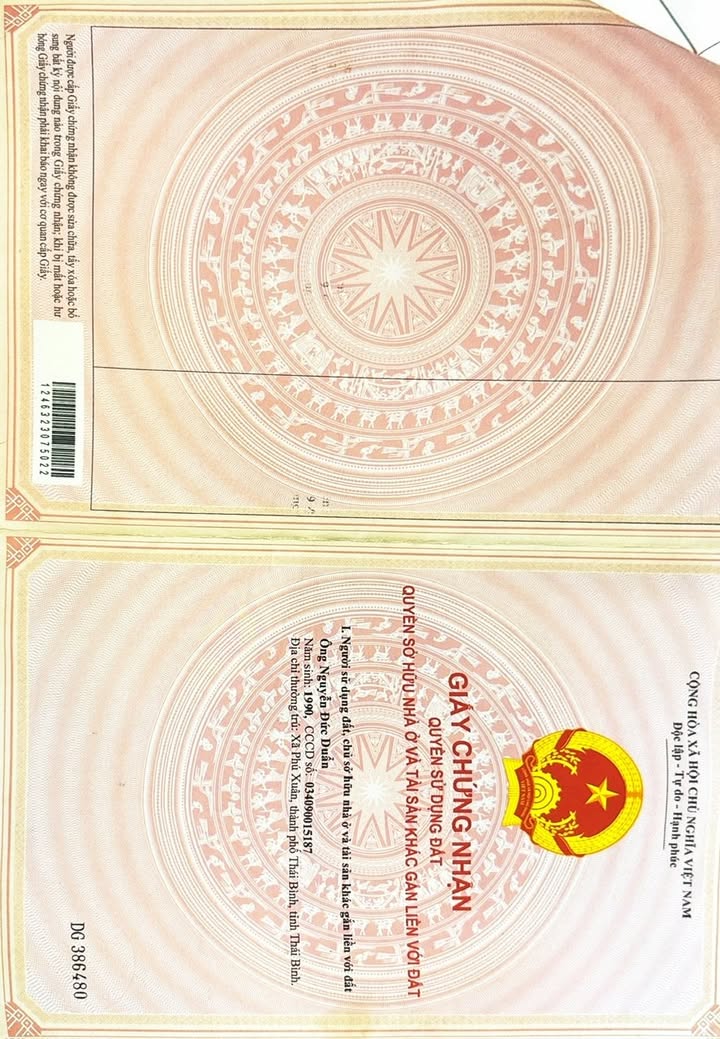 Người được cấp Giấy chứng nhận không được sửa chữa, tẩy xóa hoặc bổ
sung bất kỳ nội dung nào trong Giấy chứng nhận; khi bị mất hoặc hư
hỏng Giấy chứng nhận phải khai báo ngay với cơ quan cấp Giấy.
1246323075022
CỘNG HÒA XÃ HỘI CHỦ NGHĨA VIỆT NAM
Độc lập - Tự do - Hạnh phúc
GIẤY CHỨNG NHẬN
QUYỀN SỬ DỤNG ĐẤT
QUYỀN SỞ HỮU NHÀ Ở VÀ TÀI SẢN KHÁC GẮN LIỀN VỚI ĐẤT
I. Người sử dụng đất, chủ sở hữu nhà ở và tài sản khác gắn liền với đất
Ông Nguyễn Đức Duẩn
Năm sinh: 1990, CCCD số: 034090015187
Địa chỉ thường trú: Xã Phú Xuân, thành phố Thái Bình, tỉnh Thái Bình.
DG 386480